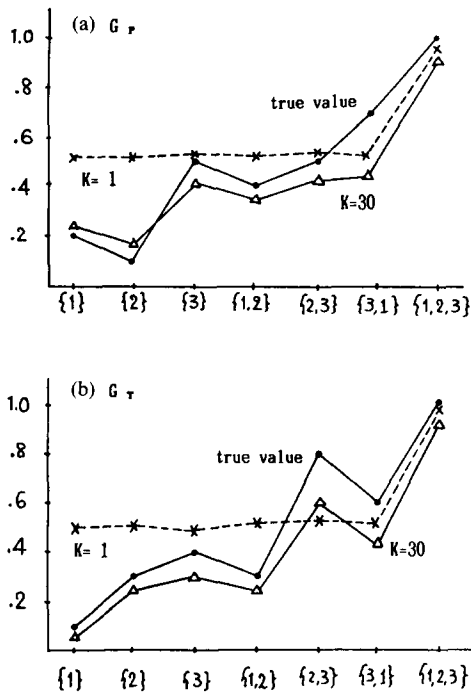 (a) G P
1.0
.8
.6
.4
.2
true value
K= 1
K=30
{1} {2} {3} {1,2} {2,3} {3,1} {1,2,3}
(b) G T
1.0
.8
.6
.4
.2
true value
K= 1
K=30
{1} {2} {3} {1,2} {2,3} {3,1} {1,2,3}